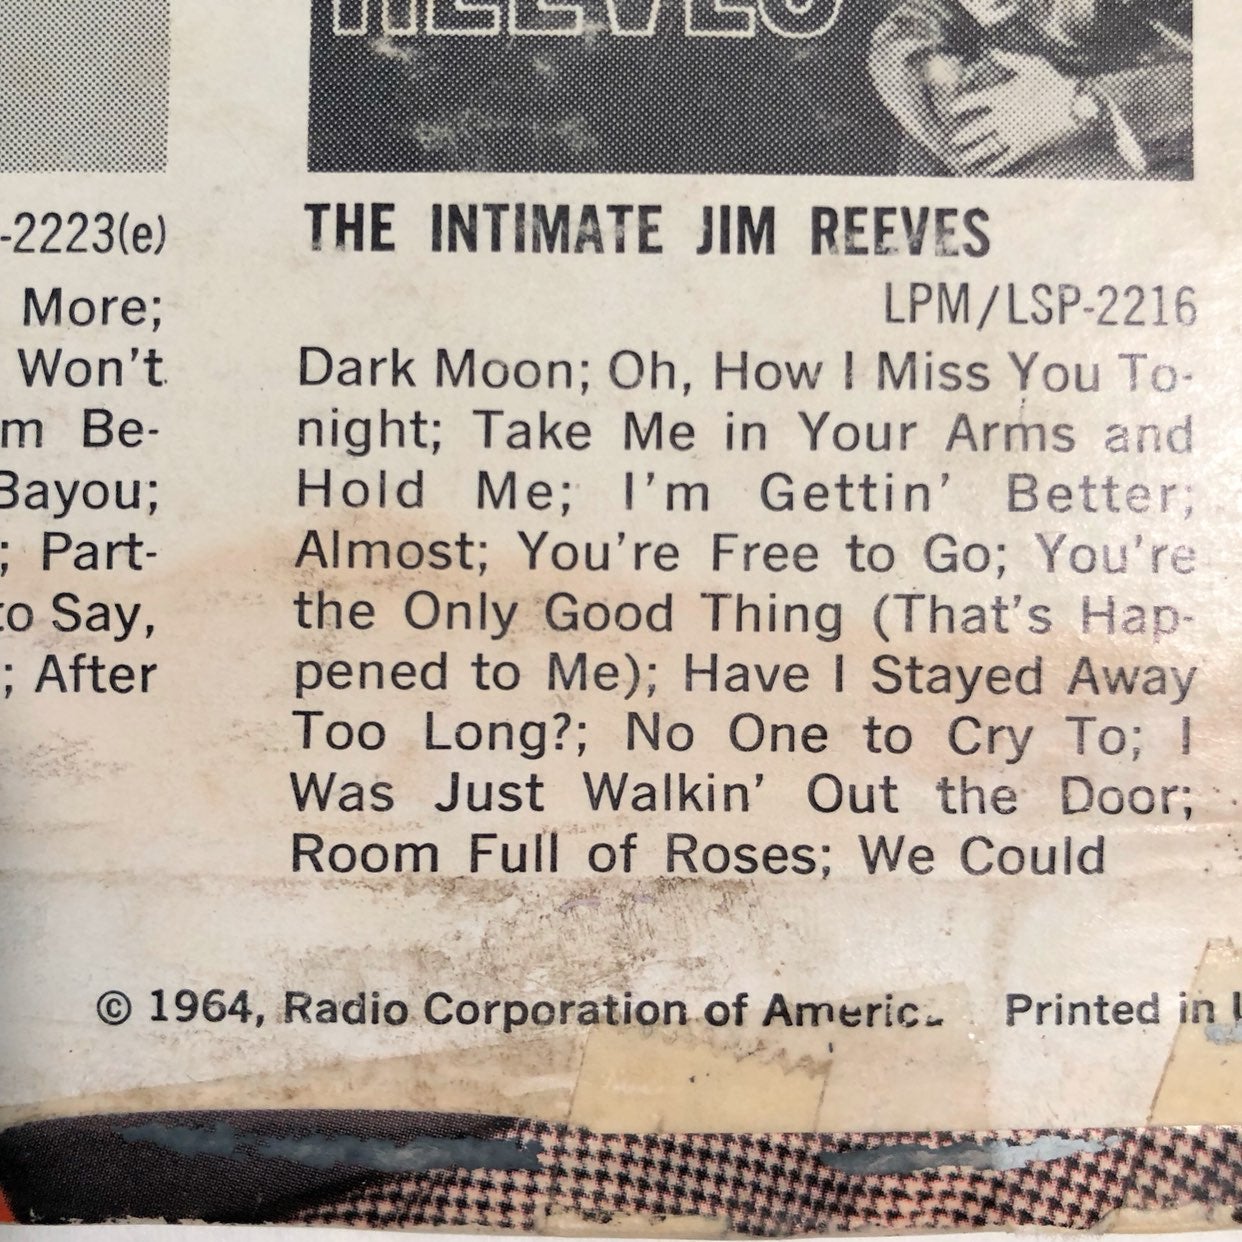 REEVES
-2223(e)
More;
Won't
m Be-
Bayou;
; Part-
to Say,
; After
THE INTIMATE JIM REEVES
LPM/LSP-2216
Dark Moon; Oh, How I Miss You To-
night; Take Me in Your Arms and
Hold Me; I'm Gettin' Better;
Almost; You're Free to Go; You're
the Only Good Thing (That's Hap-
pened to Me); Have I Stayed Away
Too Long?; No One to Cry To; I
Was Just Walkin' Out the Door;
Room Full of Roses; We Could
© 1964, Radio Corporation of America Printed in